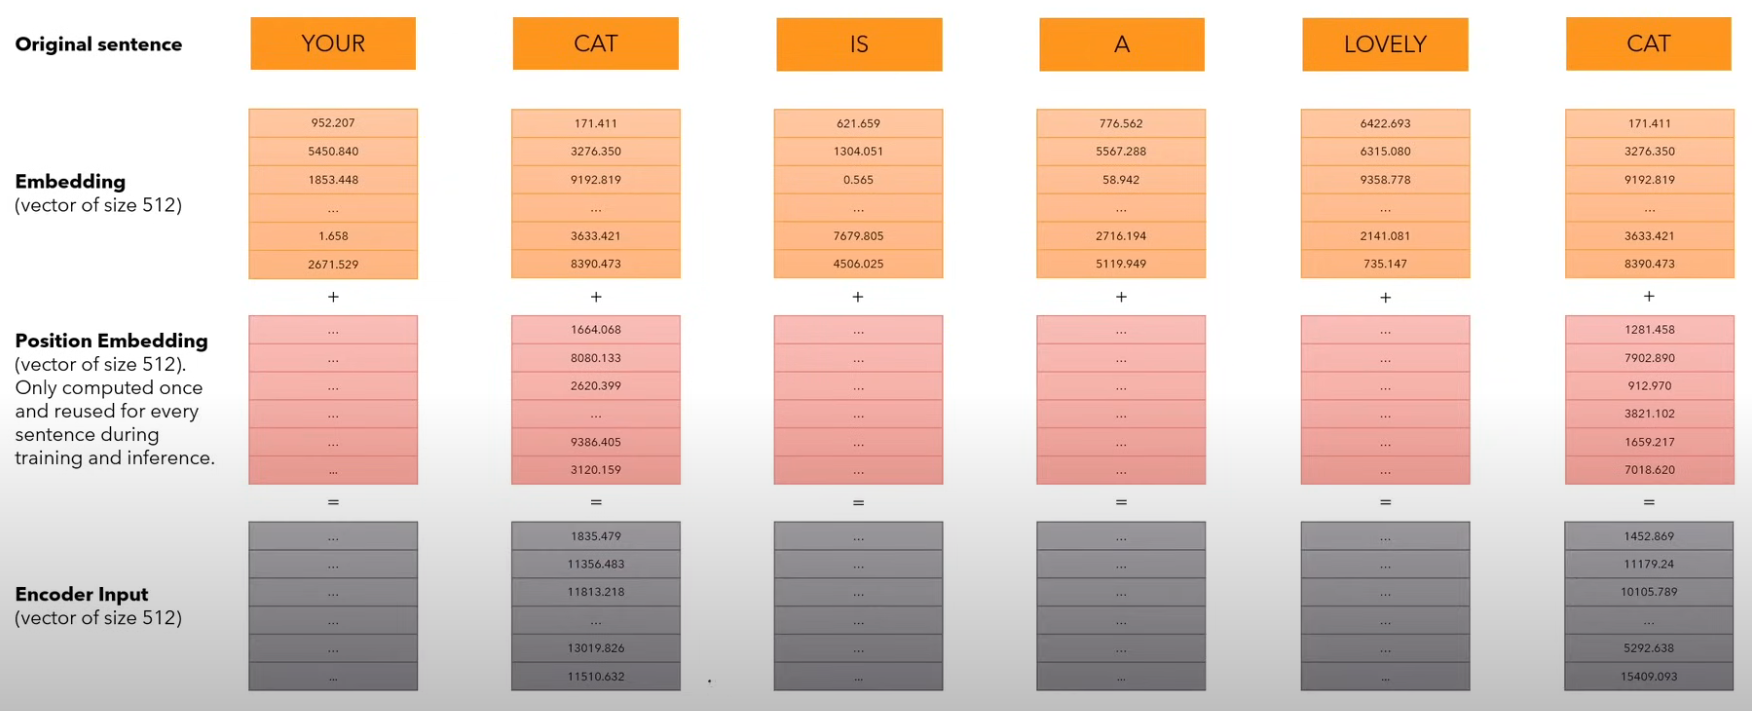 Original sentence YOUR CAT IS A LOVELY CAT
952.207 171.411 621.659 776.562 6422.693 171.411
5450.840 3276.350 1304.051 5567.288 6315.080 3276.350
Embedding 1853.448 9192.819 0.565 58.942 9358.778 9192.819
(vector of size 512) ... ... ... ... ... ...
1.658 3633.421 7679.805 2716.194 2141.081 3633.421
2671.529 8390.473 4506.025 5119.949 735.147 8390.473
+ + + + + +
... 1664.068 ... ... ... 1281.458
Position Embedding
(vector of size 512). ... 8080.133 ... ... ... 7902.890
Only computed once ... 2620.399 ... ... ... 912.970
and reused for every ... ... ... ... ... 3821.102
sentence during ... 9386.405 ... ... ... 1659.217
training and inference. ... 3120.159 ... ... ... 7018.620
= = = = = =
... 1835.479 ... ... ... 1452.869
... 11356.483 ... ... ... 11179.24
Encoder Input ... 11813.218 ... ... ... 10105.789
(vector of size 512) ... ... ... ... ... ...
... 13019.826 ... ... ... 5292.638
... 11510.632 ... ... ... 15409.093